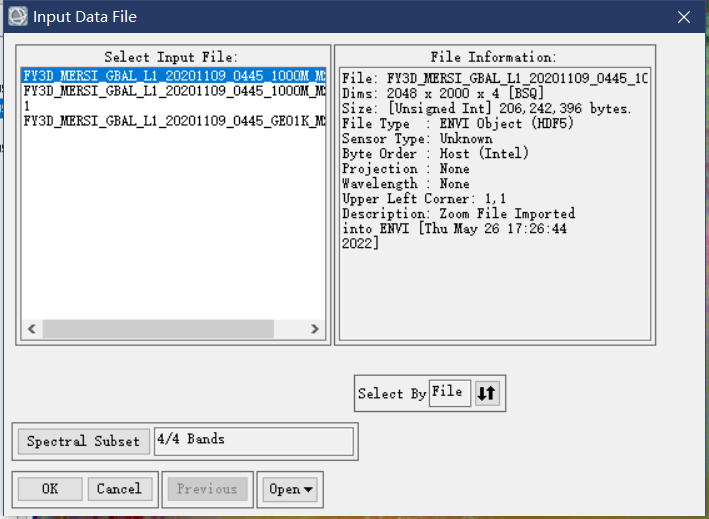 Input Data File
Select Input File:
FY3D_MERSI_GBAL_L1_20201109_0445_1000M_M
FY3D_MERSI_GBAL_L1_20201109_0445_1000M_M
1
FY3D_MERSI_GBAL_L1_20201109_0445_GEO1K_M
File Information:
File: FY3D_MERSI_GBAL_L1_20201109_0445_10
Dims: 2048 x 2000 x 4 [BSQ]
Size: [Unsigned Int] 206,242,396 bytes.
File Type : ENVI Object (HDF5)
Sensor Type: Unknown
Byte Order : Host (Intel)
Projection : None
Wavelength : None
Upper Left Corner: 1,1
Description: Zoom File Imported
into ENVI [Thu May 26 17:26:44
2022]
Select By File
Spectral Subset 4/4 Bands
OK Cancel Previous Open